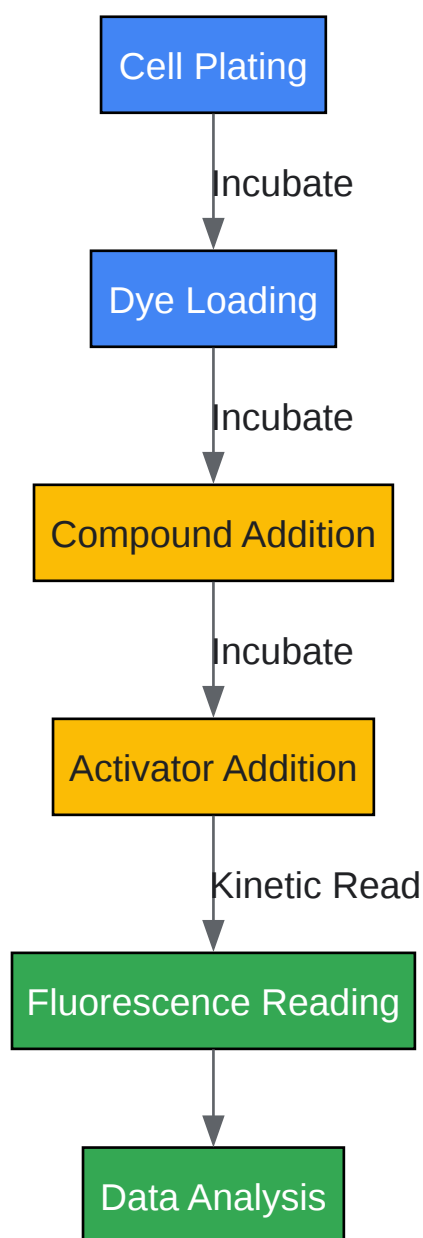 Cell Plating
Incubate
Dye Loading
Incubate
Compound Addition
Incubate
Activator Addition
Kinetic Read
Fluorescence Reading
Data Analysis